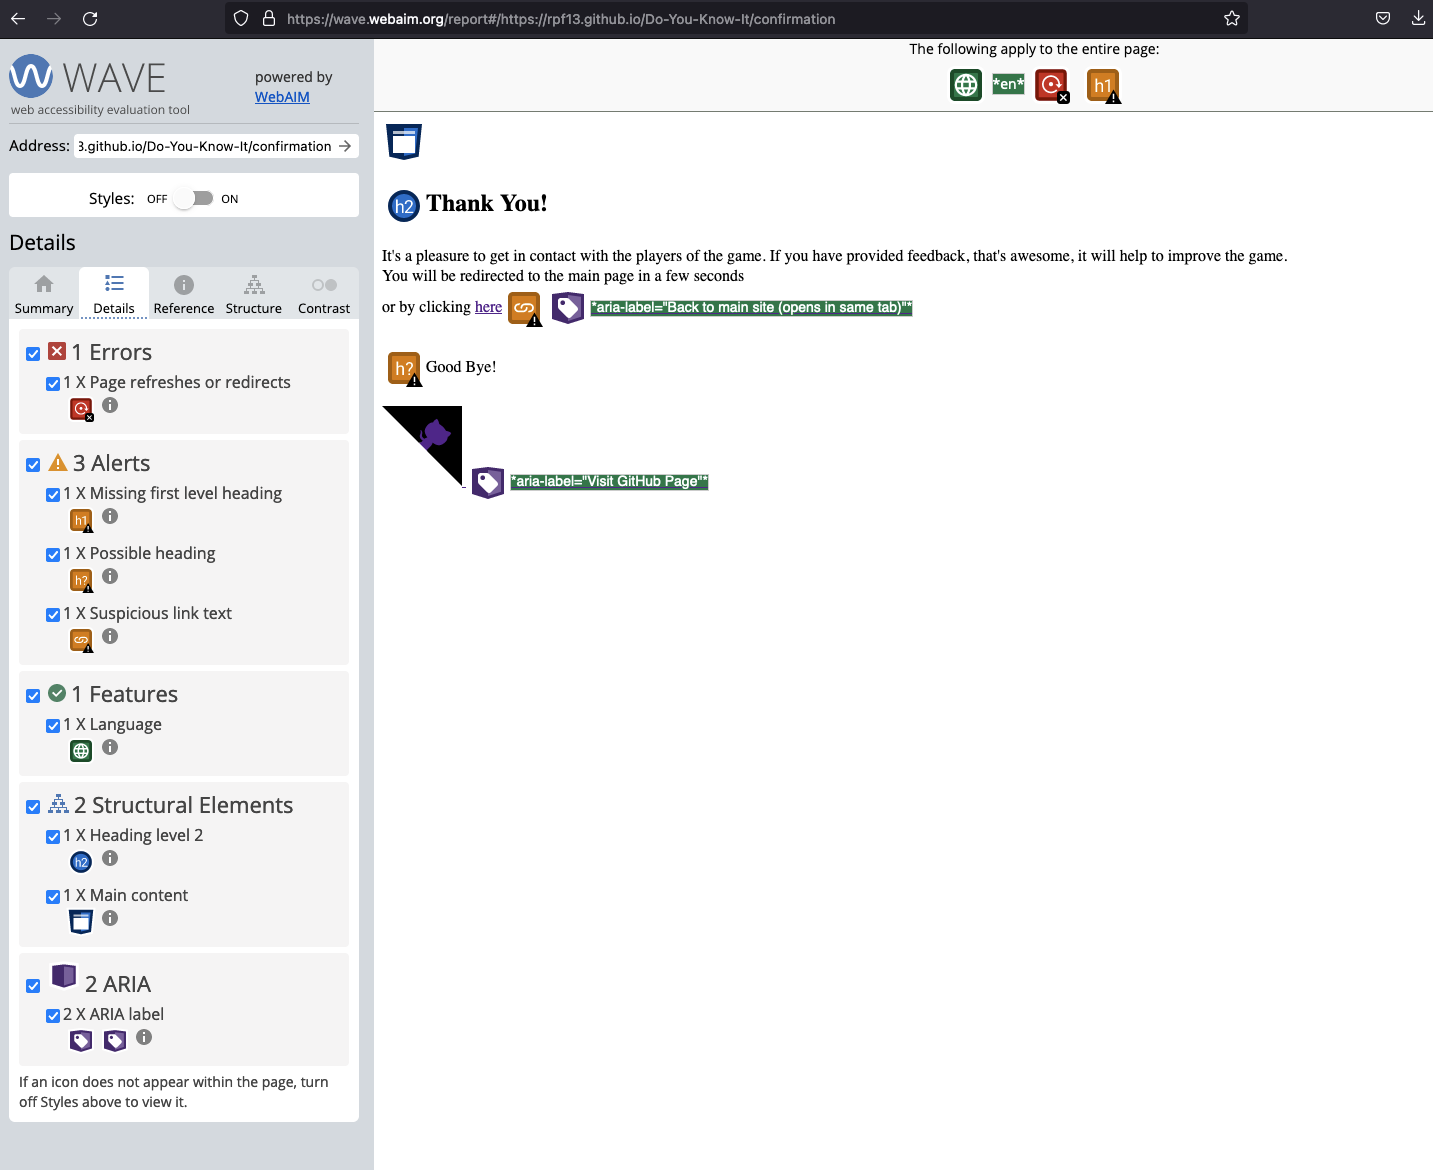 https://wave.webaim.org/report#/https://rpf13.github.io/Do-You-Know-It/confirmation
WAVE
web accessibility evaluation tool
powered by
WebAIM
Address: 3.github.io/Do-You-Know-It/confirmation
Styles: OFF ON
Details
Summary Details Reference Structure Contrast
1 Errors
1 X Page refreshes or redirects
3 Alerts
1 X Missing first level heading
h1
1 X Possible heading
h?
1 X Suspicious link text
1 Features
1 X Language
2 Structural Elements
1 X Heading level 2
h2
1 X Main content
2 ARIA
2 X ARIA label
If an icon does not appear within the page, turn
off Styles above to view it.
The following apply to the entire page:
*en* h1
h2 Thank You!
It's a pleasure to get in contact with the players of the game. If you have provided feedback, that's awesome, it will help to improve the game.
You will be redirected to the main page in a few seconds
or by clicking here *aria-label="Back to main site (opens in same tab)"*
h? Good Bye!
*aria-label="Visit GitHub Page"*